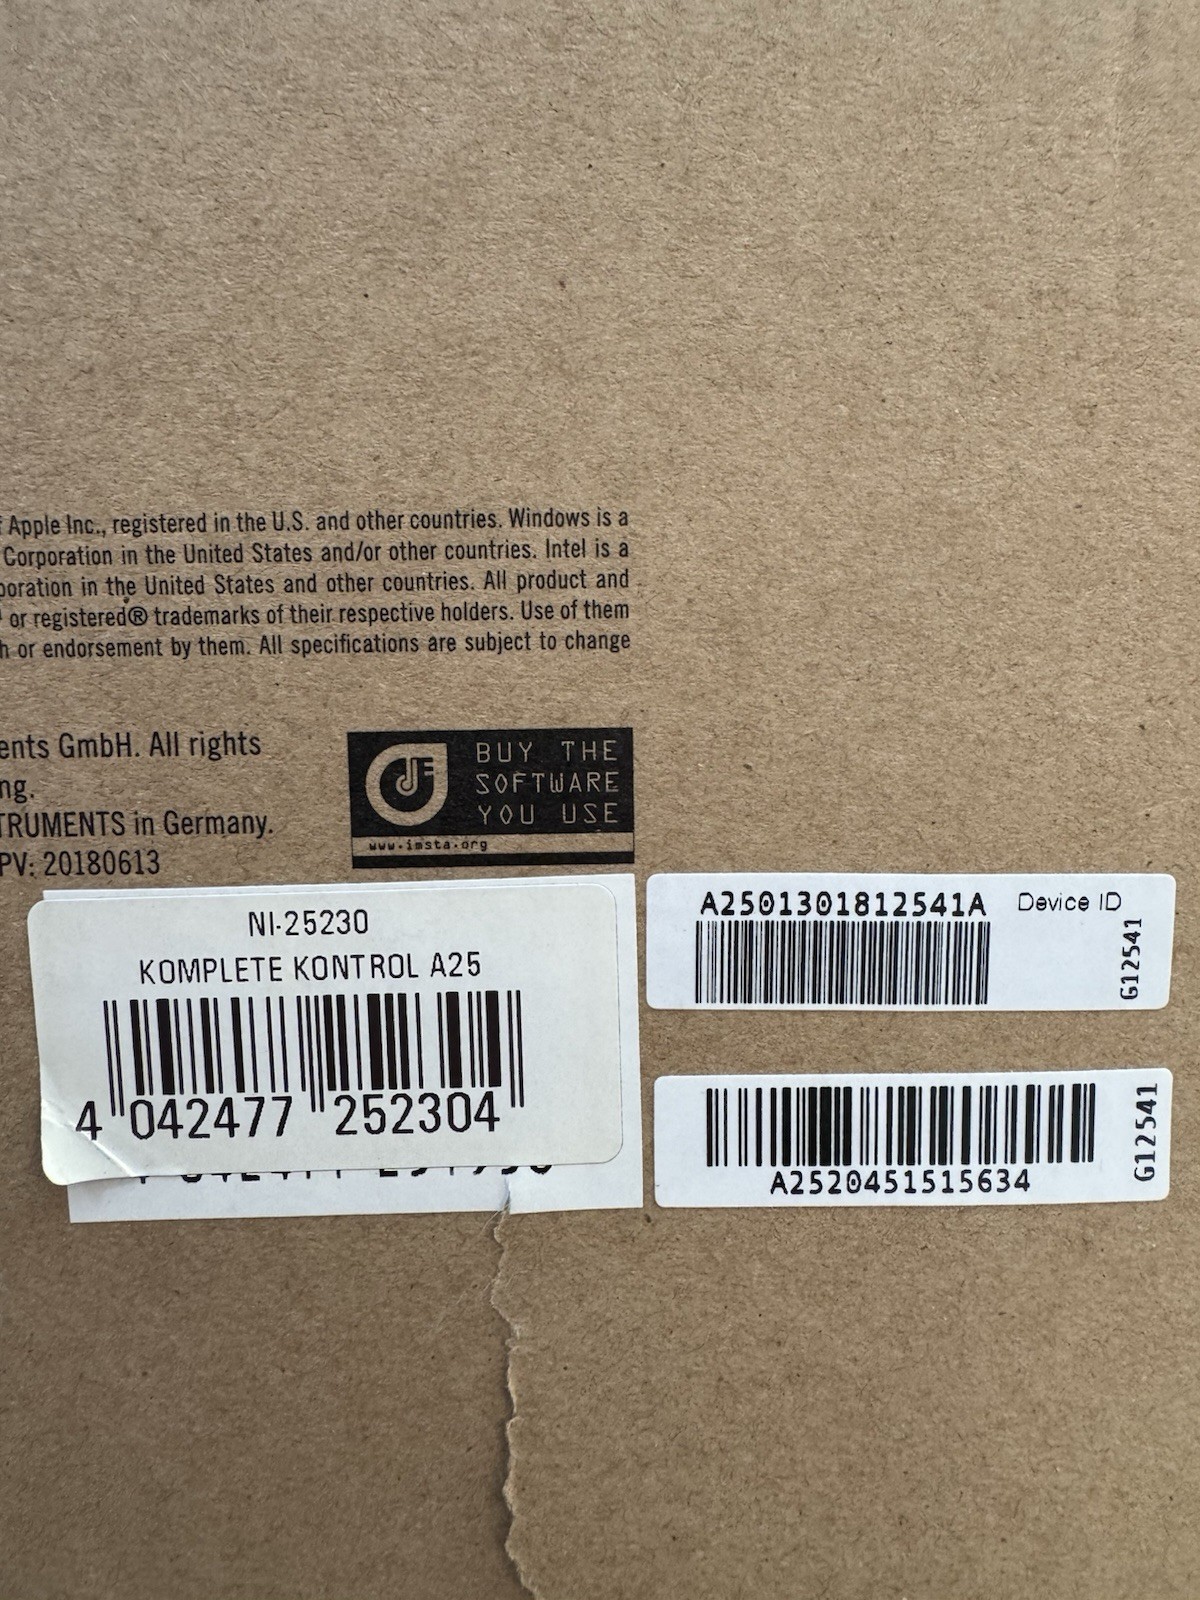 Apple Inc., registered in the U.S. and other countries. Windows is a
Corporation in the United States and/or other countries. Intel is a
in the United States and other countries. All product and
or registered® trademarks of their respective holders. Use of them
or endorsement by them. All specifications are subject to change
GmbH. All rights
in Germany.
PV: 20180613
BUY THE
SOFTWARE
YOU USE
www.imsta.org
NI-25230
KOMPLETE KONTROL A25
4 042477 252304
A2501301812541A Device ID
G12541
A2520451515634
G12541